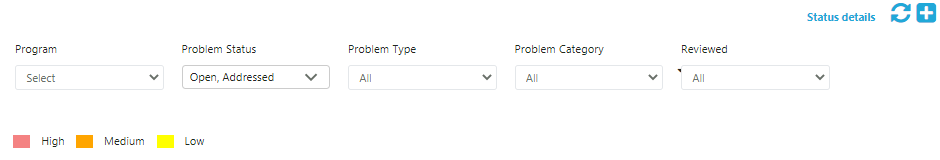 Status details
Program Problem Status Problem Type Problem Category Reviewed
Select Open, Addressed All All All
High Medium Low